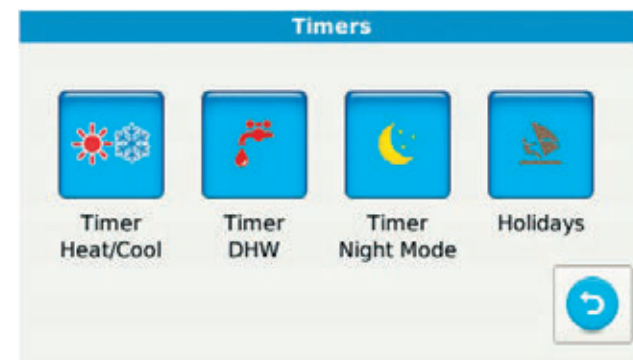 Timers
Timer
Heat/Cool
Timer
DHW
Timer
Night Mode
Holidays